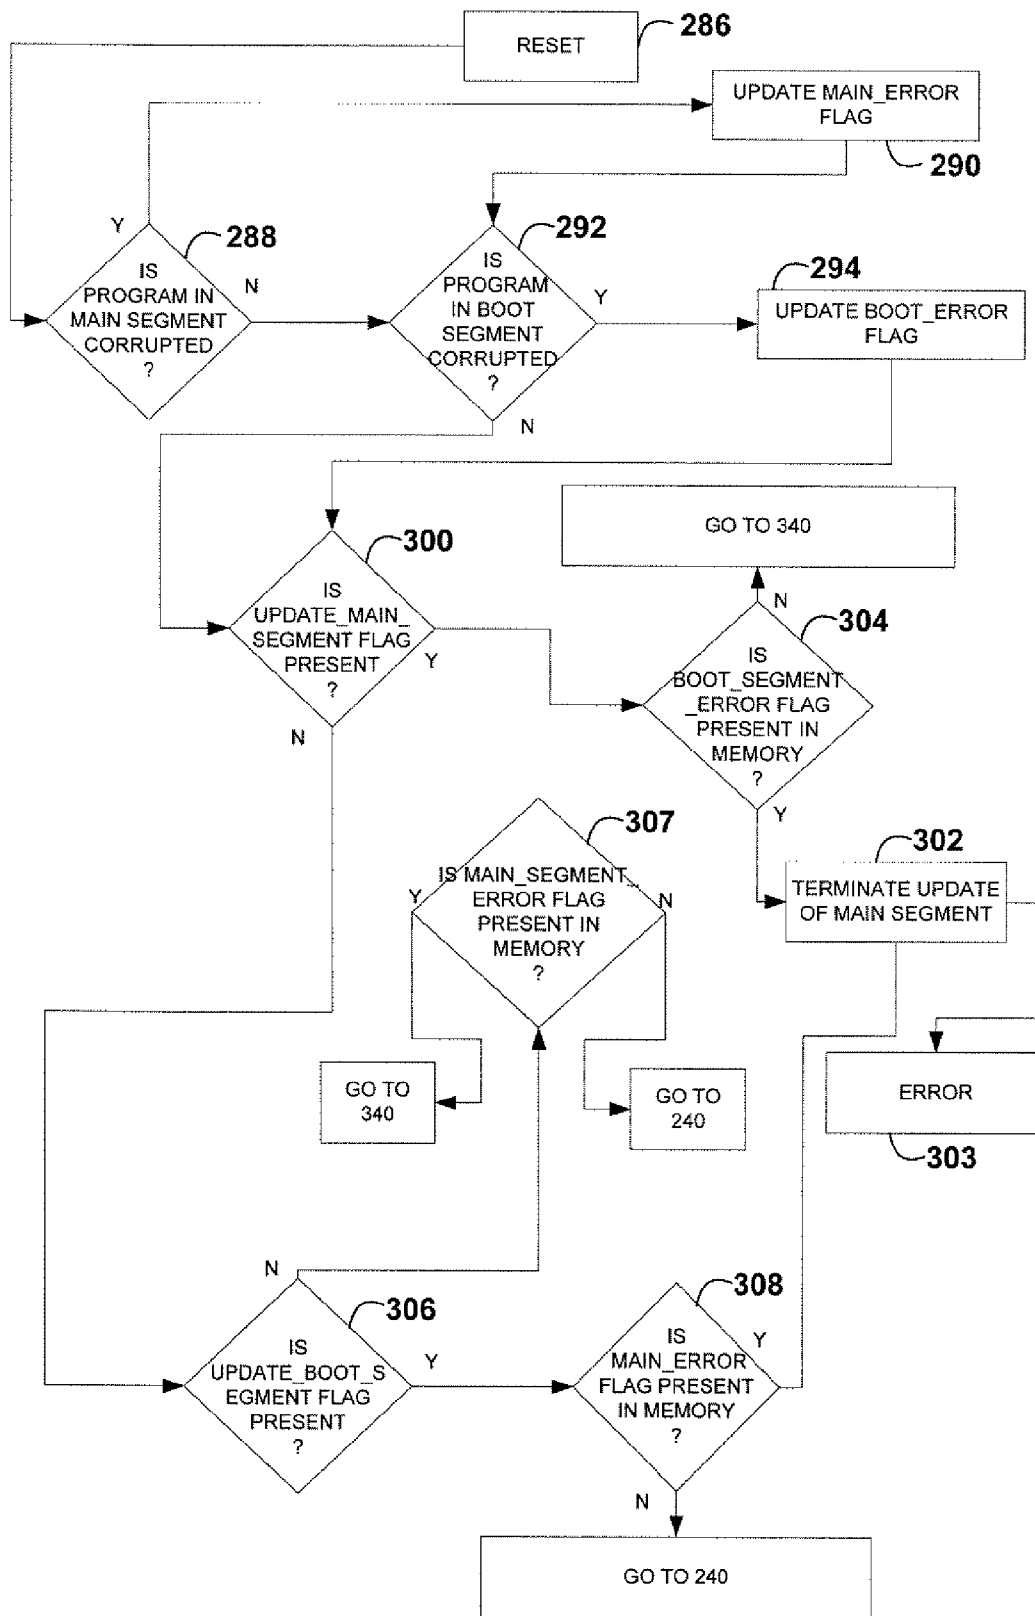 RESET
286
UPDATE MAIN_ERROR
FLAG
290
Y
288
IS
PROGRAM IN
MAIN SEGMENT
CORRUPTED
?
N
292
IS
PROGRAM
IN BOOT
SEGMENT
CORRUPTED
?
Y
N
294
UPDATE BOOT_ERROR
FLAG
300
IS
UPDATE_MAIN_
SEGMENT FLAG
PRESENT
?
Y
N
GO TO 340
N
304
IS
BOOT_SEGMENT
_ERROR FLAG
PRESENT IN
MEMORY
?
Y
302
TERMINATE UPDATE
OF MAIN SEGMENT
307
IS MAIN_SEGMENT_
ERROR FLAG
PRESENT IN
MEMORY
?
Y
N
GO TO
340
GO TO
240
ERROR
303
N
306
IS
UPDATE_BOOT_S
EGMENT FLAG
PRESENT
?
Y
308
IS
MAIN_ERROR
FLAG PRESENT
IN MEMORY
?
Y
N
GO TO 240